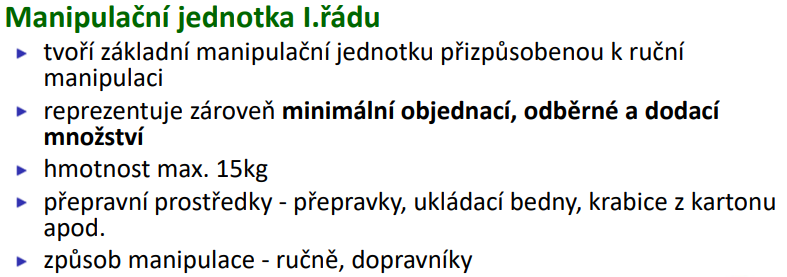 Manipulační jednotka I.řádu
tvoří základní manipulační jednotku přizpůsobenou k ruční
manipulaci
reprezentuje zároveň minimální objednací, odběrné a dodací
množství
hmotnost max. 15kg
přepravní prostředky - přepravky, ukládací bedny, krabice z kartonu
apod.
způsob manipulace - ručně, dopravníky